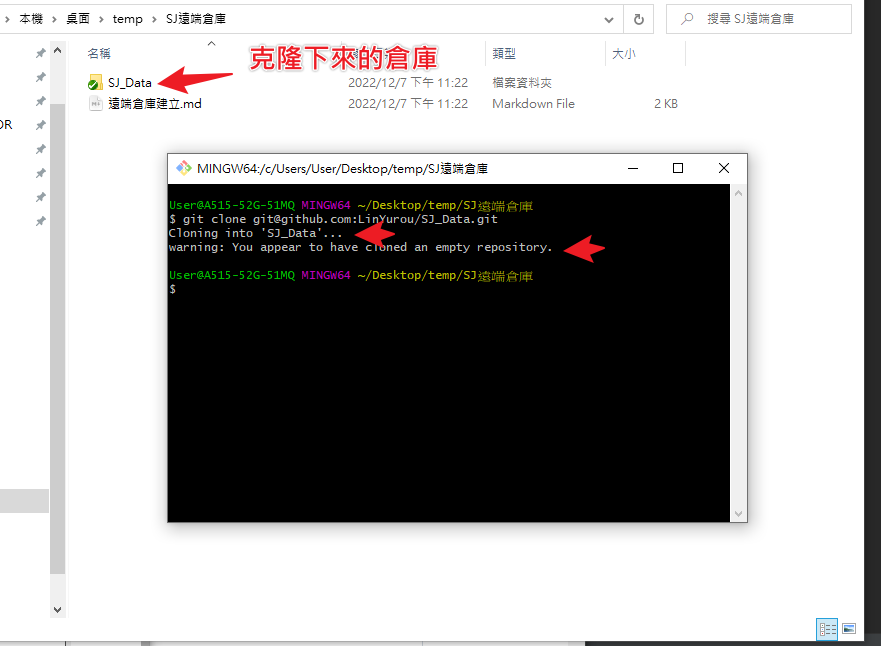 本機 › 桌面 › temp › SJ遠端倉庫
搜尋 SJ遠端倉庫
克隆下來的倉庫
名稱 類型 大小
SJ_Data 2022/12/7 下午 11:22 檔案資料夾
遠端倉庫建立.md 2022/12/7 下午 11:22 Markdown File 2 KB
OR
MINGW64:/c/Users/User/Desktop/temp/SJ遠端倉庫
User@A515-52G-51MQ MINGW64 ~/Desktop/temp/SJ遠端倉庫
$ git clone git@github.com:LinYurou/SJ_Data.git
Cloning into 'SJ_Data'...
warning: You appear to have cloned an empty repository.
User@A515-52G-51MQ MINGW64 ~/Desktop/temp/SJ遠端倉庫
$